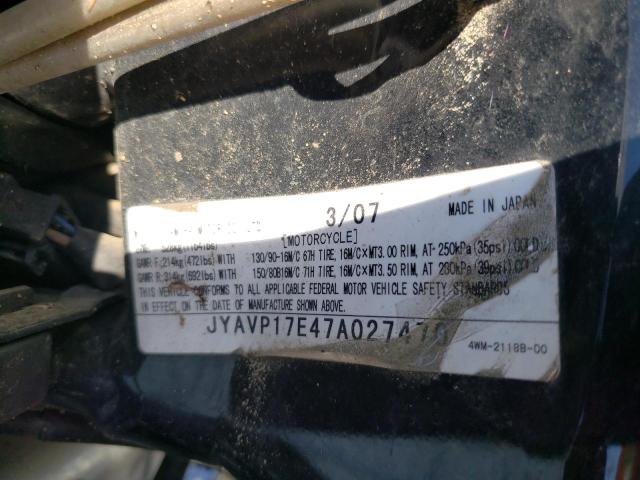 3/07 MADE IN JAPAN
[MOTORCYCLE]
GAWR F: 214kg (472lbs) WITH 130/90-16M/C 67H TIRE, 16M/C×MT3.00 RIM, AT 250kPa (35psi) COLD
GAWR R: 314kg (692lbs) WITH 150/80B16M/C 71H TIRE, 16M/C×MT3.50 RIM, AT (39psi) COLD
THIS VEHICLE CONFORMS TO ALL APPLICABLE FEDERAL MOTOR VEHICLE SAFETY STANDARDS
IN EFFECT ON THE DATE OF MANUFACTURE SHOWN ABOVE.
JYAVP17E47A02747
4WM-2118B-00